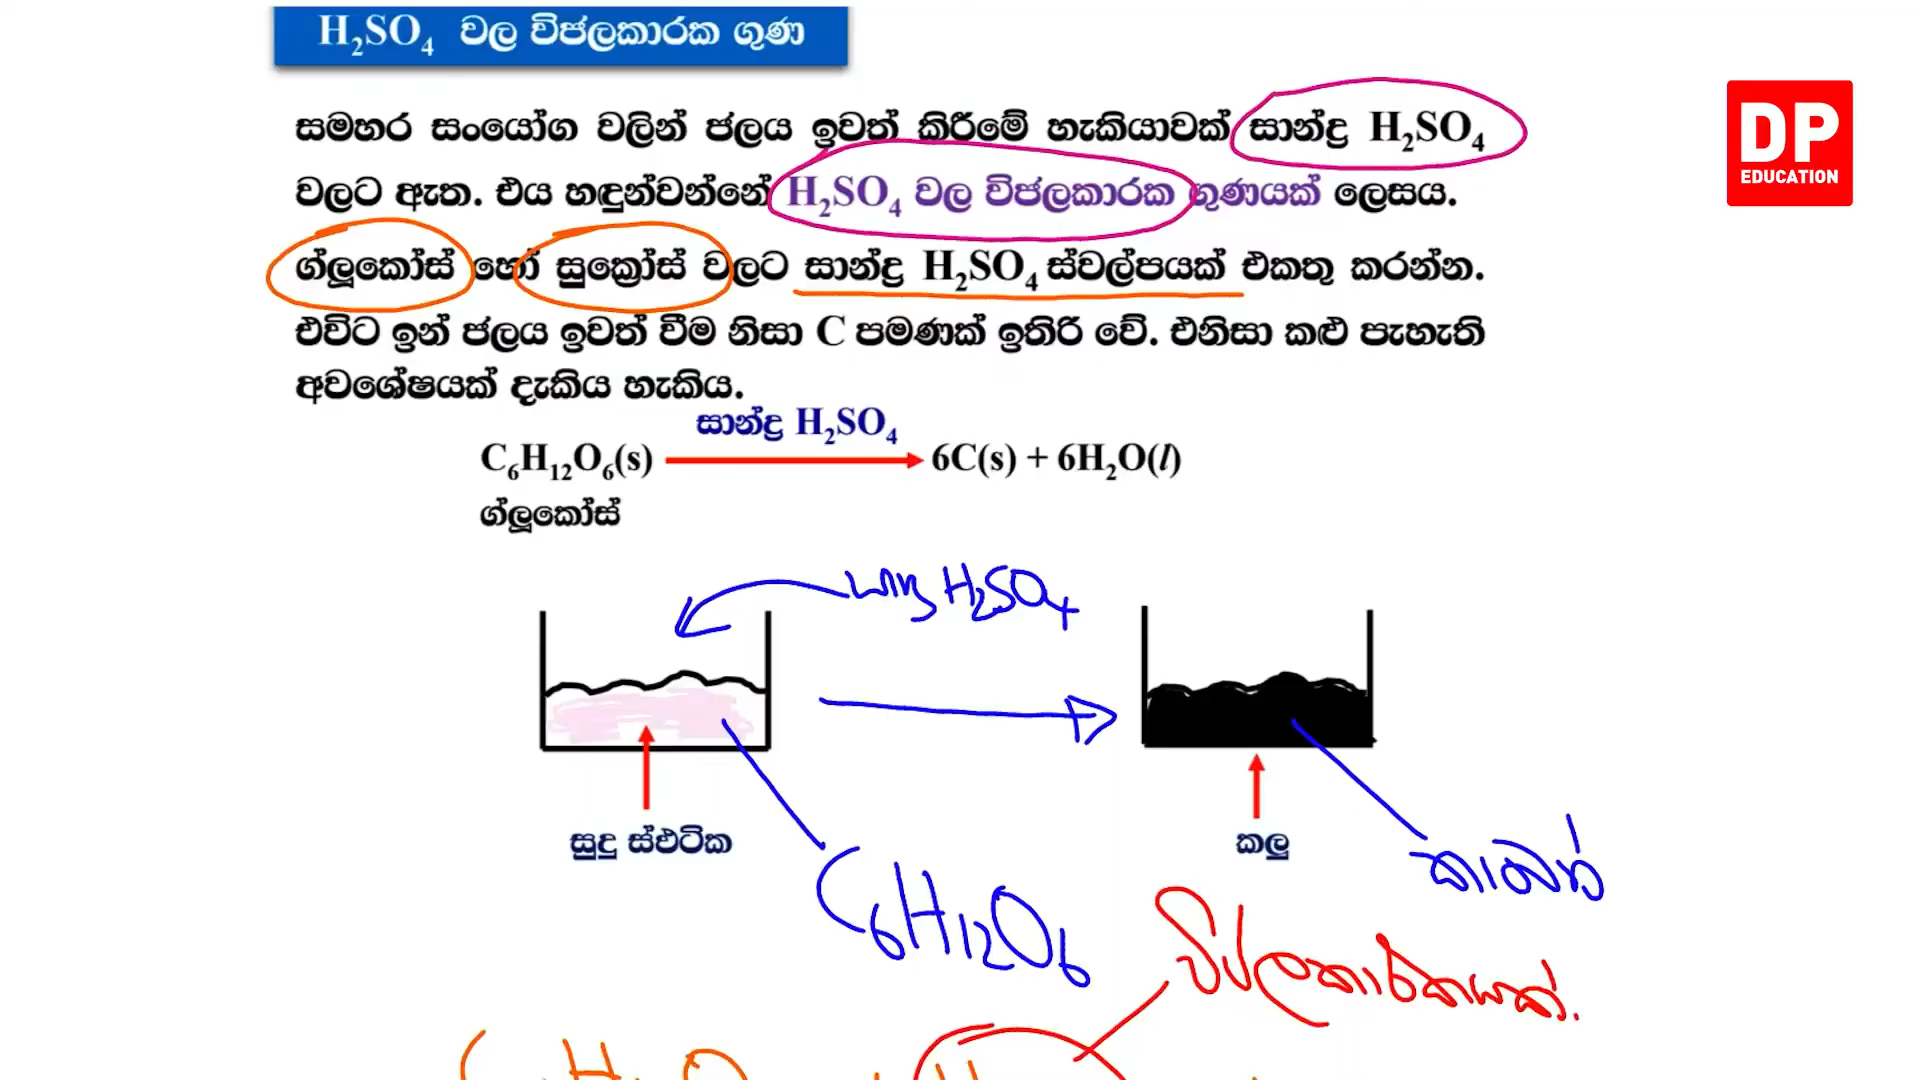 H₂SO₄ වල විජලකාරක ගුණ
සමහර සංයෝග වලින් ජලය ඉවත් කිරීමේ හැකියාවක් සාන්ද්‍ර H₂SO₄
වලට ඇත. එය හඳුන්වන්නේ H₂SO₄ වල විජලකාරක ගුණයක් ලෙසය.
ග්ලූකෝස් හෝ සුක්‍රෝස් වලට සාන්ද්‍ර H₂SO₄ ස්වල්පයක් එකතු කරන්න.
එවිට ඉන් ජලය ඉවත් වීම නිසා C පමණක් ඉතිරි වේ. එනිසා කළු පැහැති
අවශේෂයක් දැකිය හැකිය.
සාන්ද්‍ර H₂SO₄
C₆H₁₂O₆(s) → 6C(s) + 6H₂O(l)
ග්ලූකෝස්
සාන්ද්‍ර H₂SO₄
සුදු ස්ඵටික
කලු
කාබන්
C₆H₁₂O₆
විජලකාරකයක්.
DP
EDUCATION